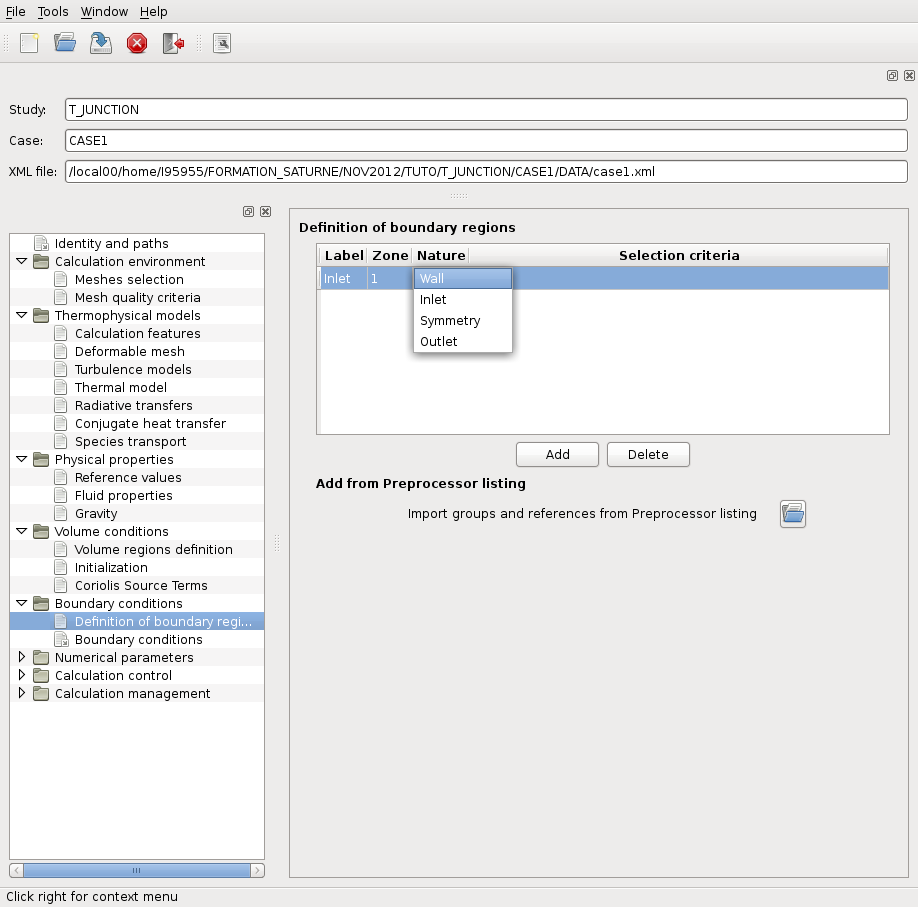 File Tools Window Help
Study: T_JUNCTION
Case: CASE1
XML file: /local00/home/I95955/FORMATION_SATURNE/NOV2012/TUTO/T_JUNCTION/CASE1/DATA/case1.xml
Identity and paths
Calculation environment
Meshes selection
Mesh quality criteria
Thermophysical models
Calculation features
Deformable mesh
Turbulence models
Thermal model
Radiative transfers
Conjugate heat transfer
Species transport
Physical properties
Reference values
Fluid properties
Gravity
Volume conditions
Volume regions definition
Initialization
Coriolis Source Terms
Boundary conditions
Definition of boundary regi...
Boundary conditions
Numerical parameters
Calculation control
Calculation management
Definition of boundary regions
Label Zone Nature Selection criteria
Inlet 1 Wall
Inlet
Symmetry
Outlet
Add Delete
Add from Preprocessor listing
Import groups and references from Preprocessor listing
Click right for context menu